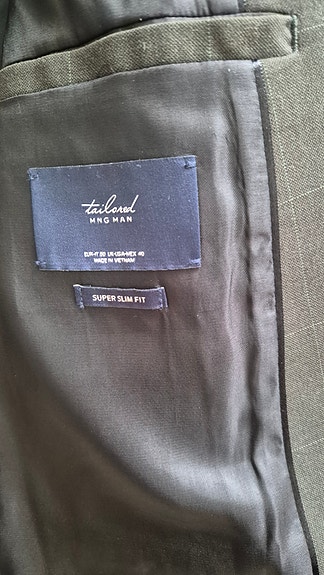 tailored
MNG MAN
EUR-IT 50 UK-USA-MEX 40
MADE IN VIETNAM
SUPER SLIM FIT